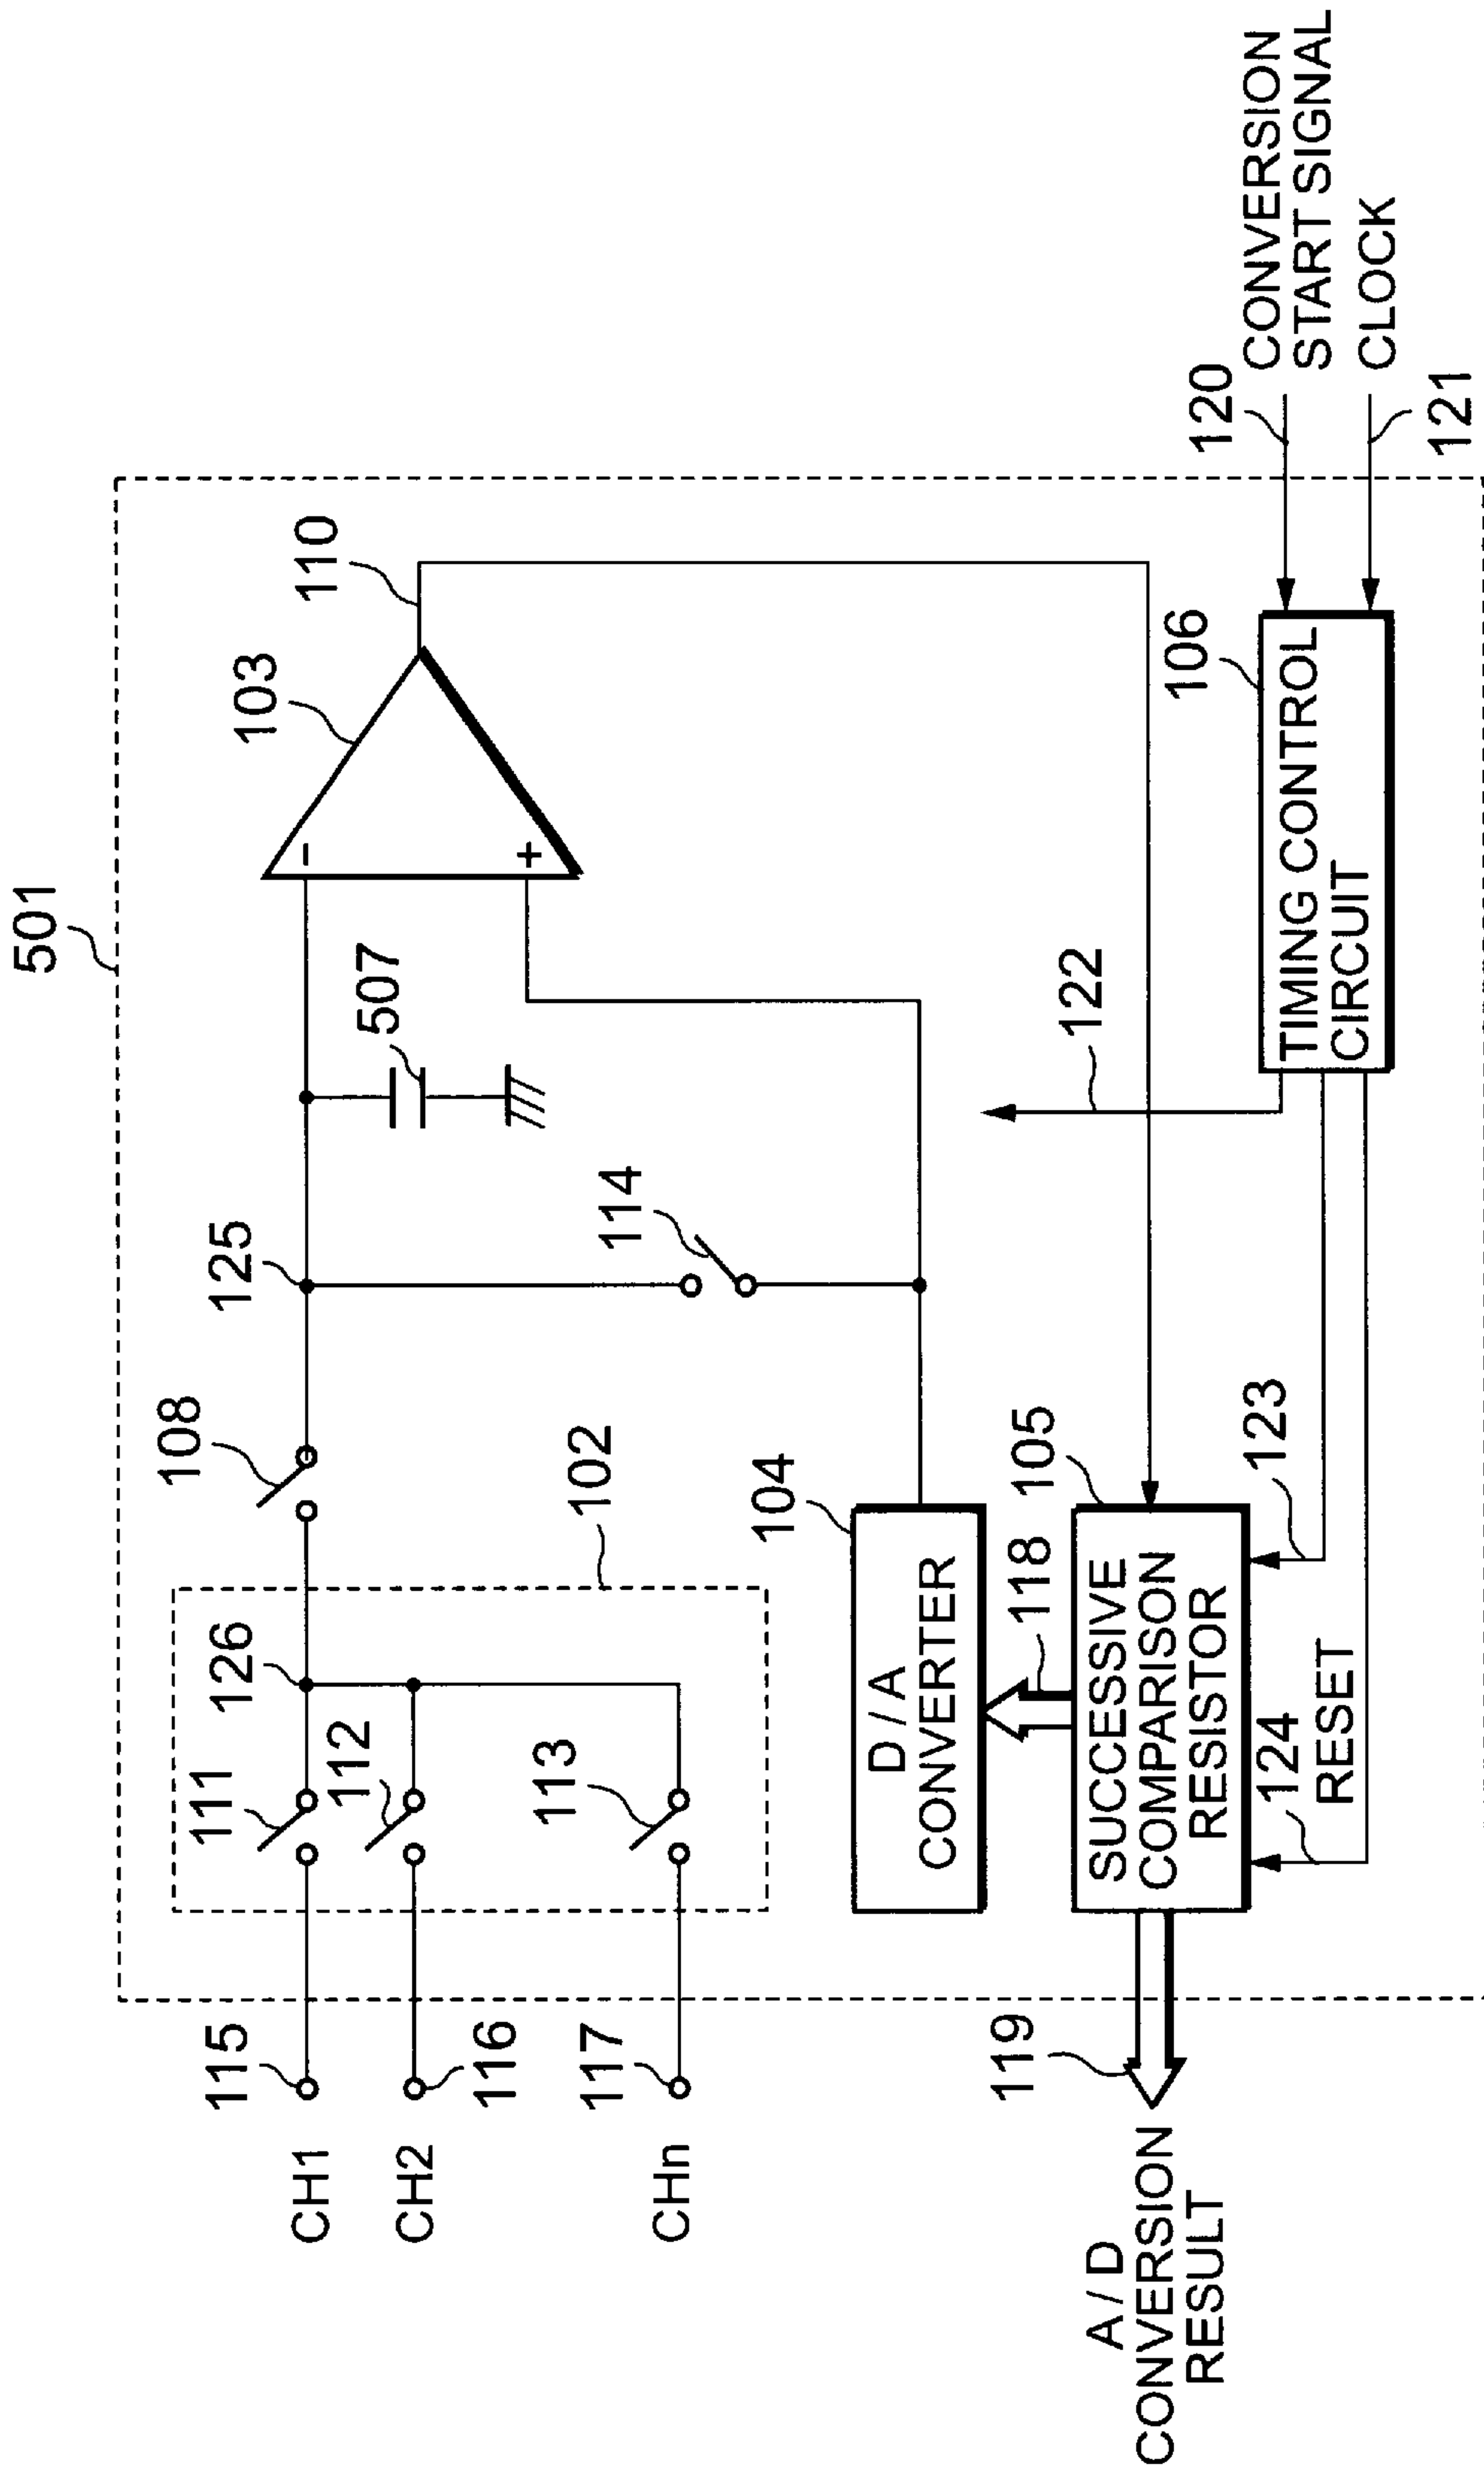 501
103
110
108
125
507
102
126
111
112
114
115
CH1
116
CH2
113
117
CHn
-
+
104
D / A
CONVERTER
122
118
105
SUCCESSIVE
COMPARISON
RESISTOR
119
A / D
CONVERSION
RESULT
106
TIMING CONTROL
CIRCUIT
120
CONVERSION
START SIGNAL
CLOCK
121
123
124
RESET